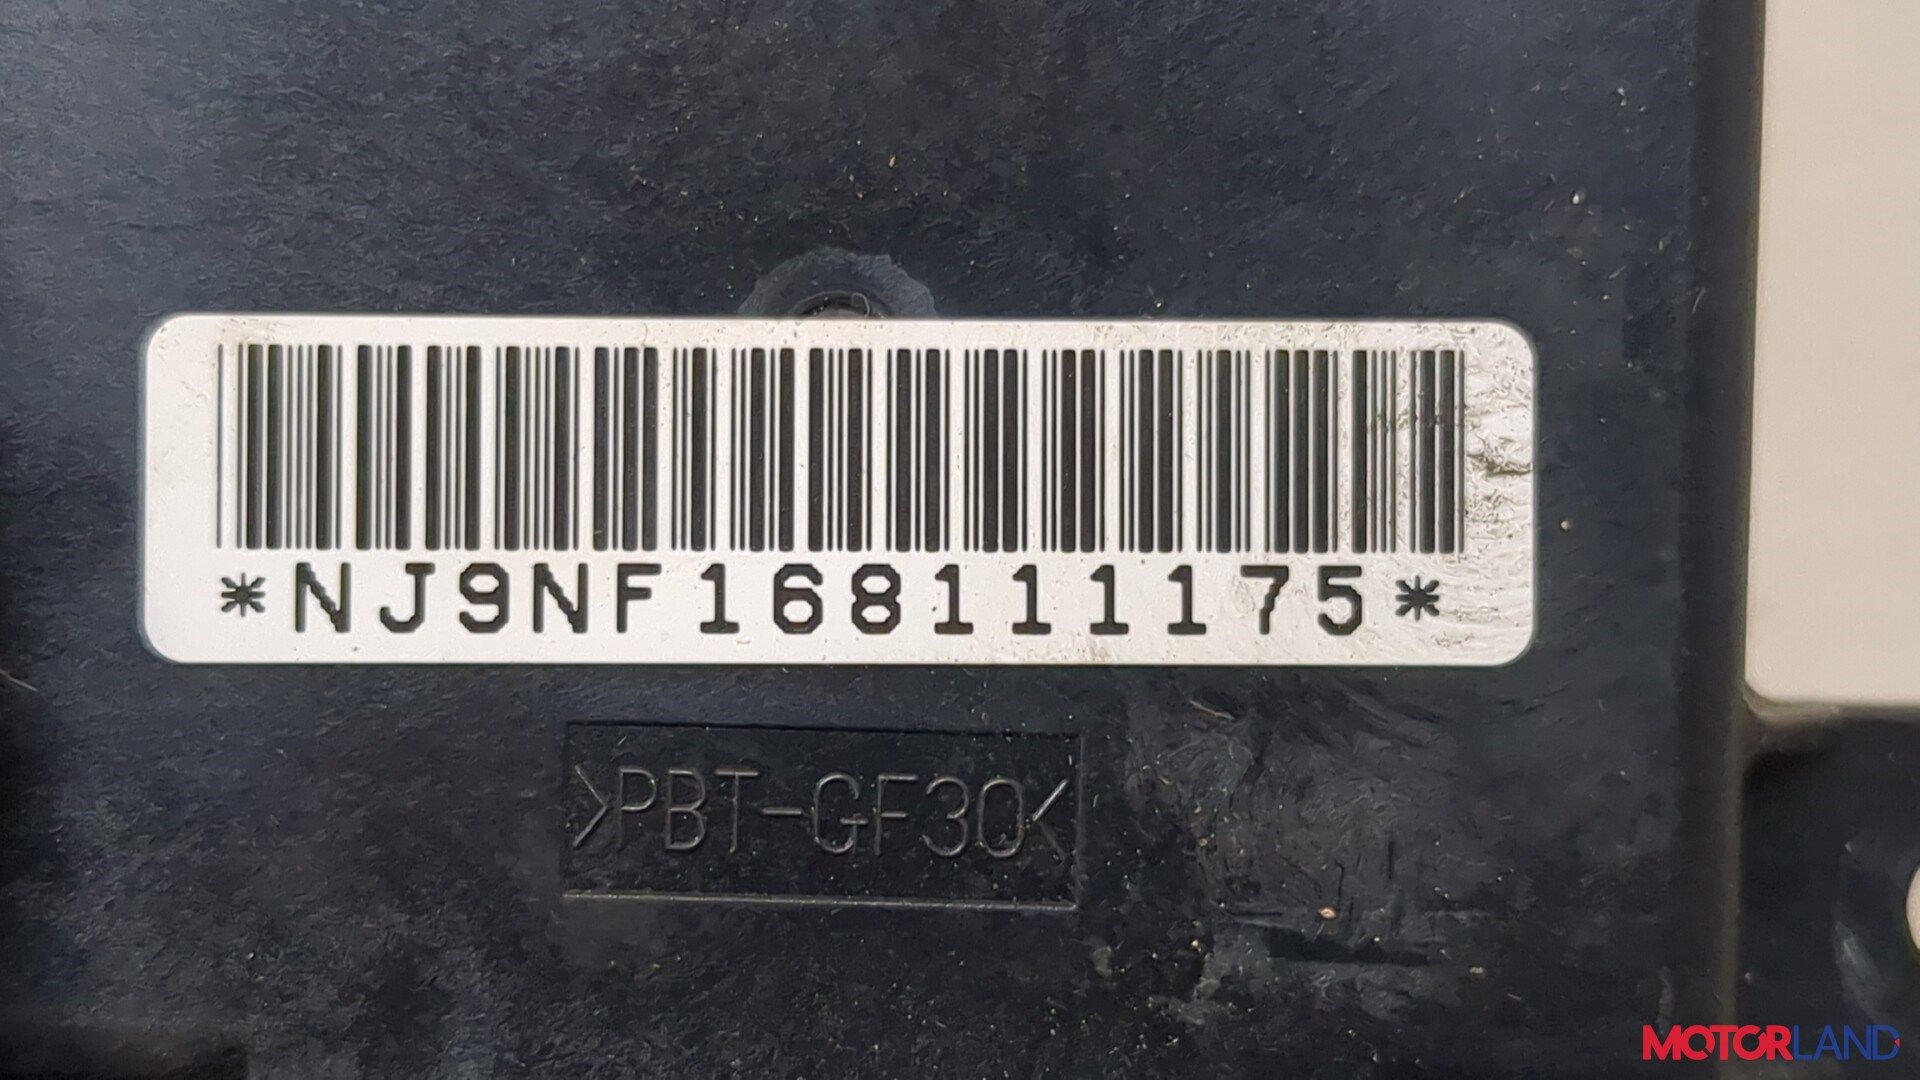 *NJ9NF168111175*
>PBT-GF30<
MOTORLAND